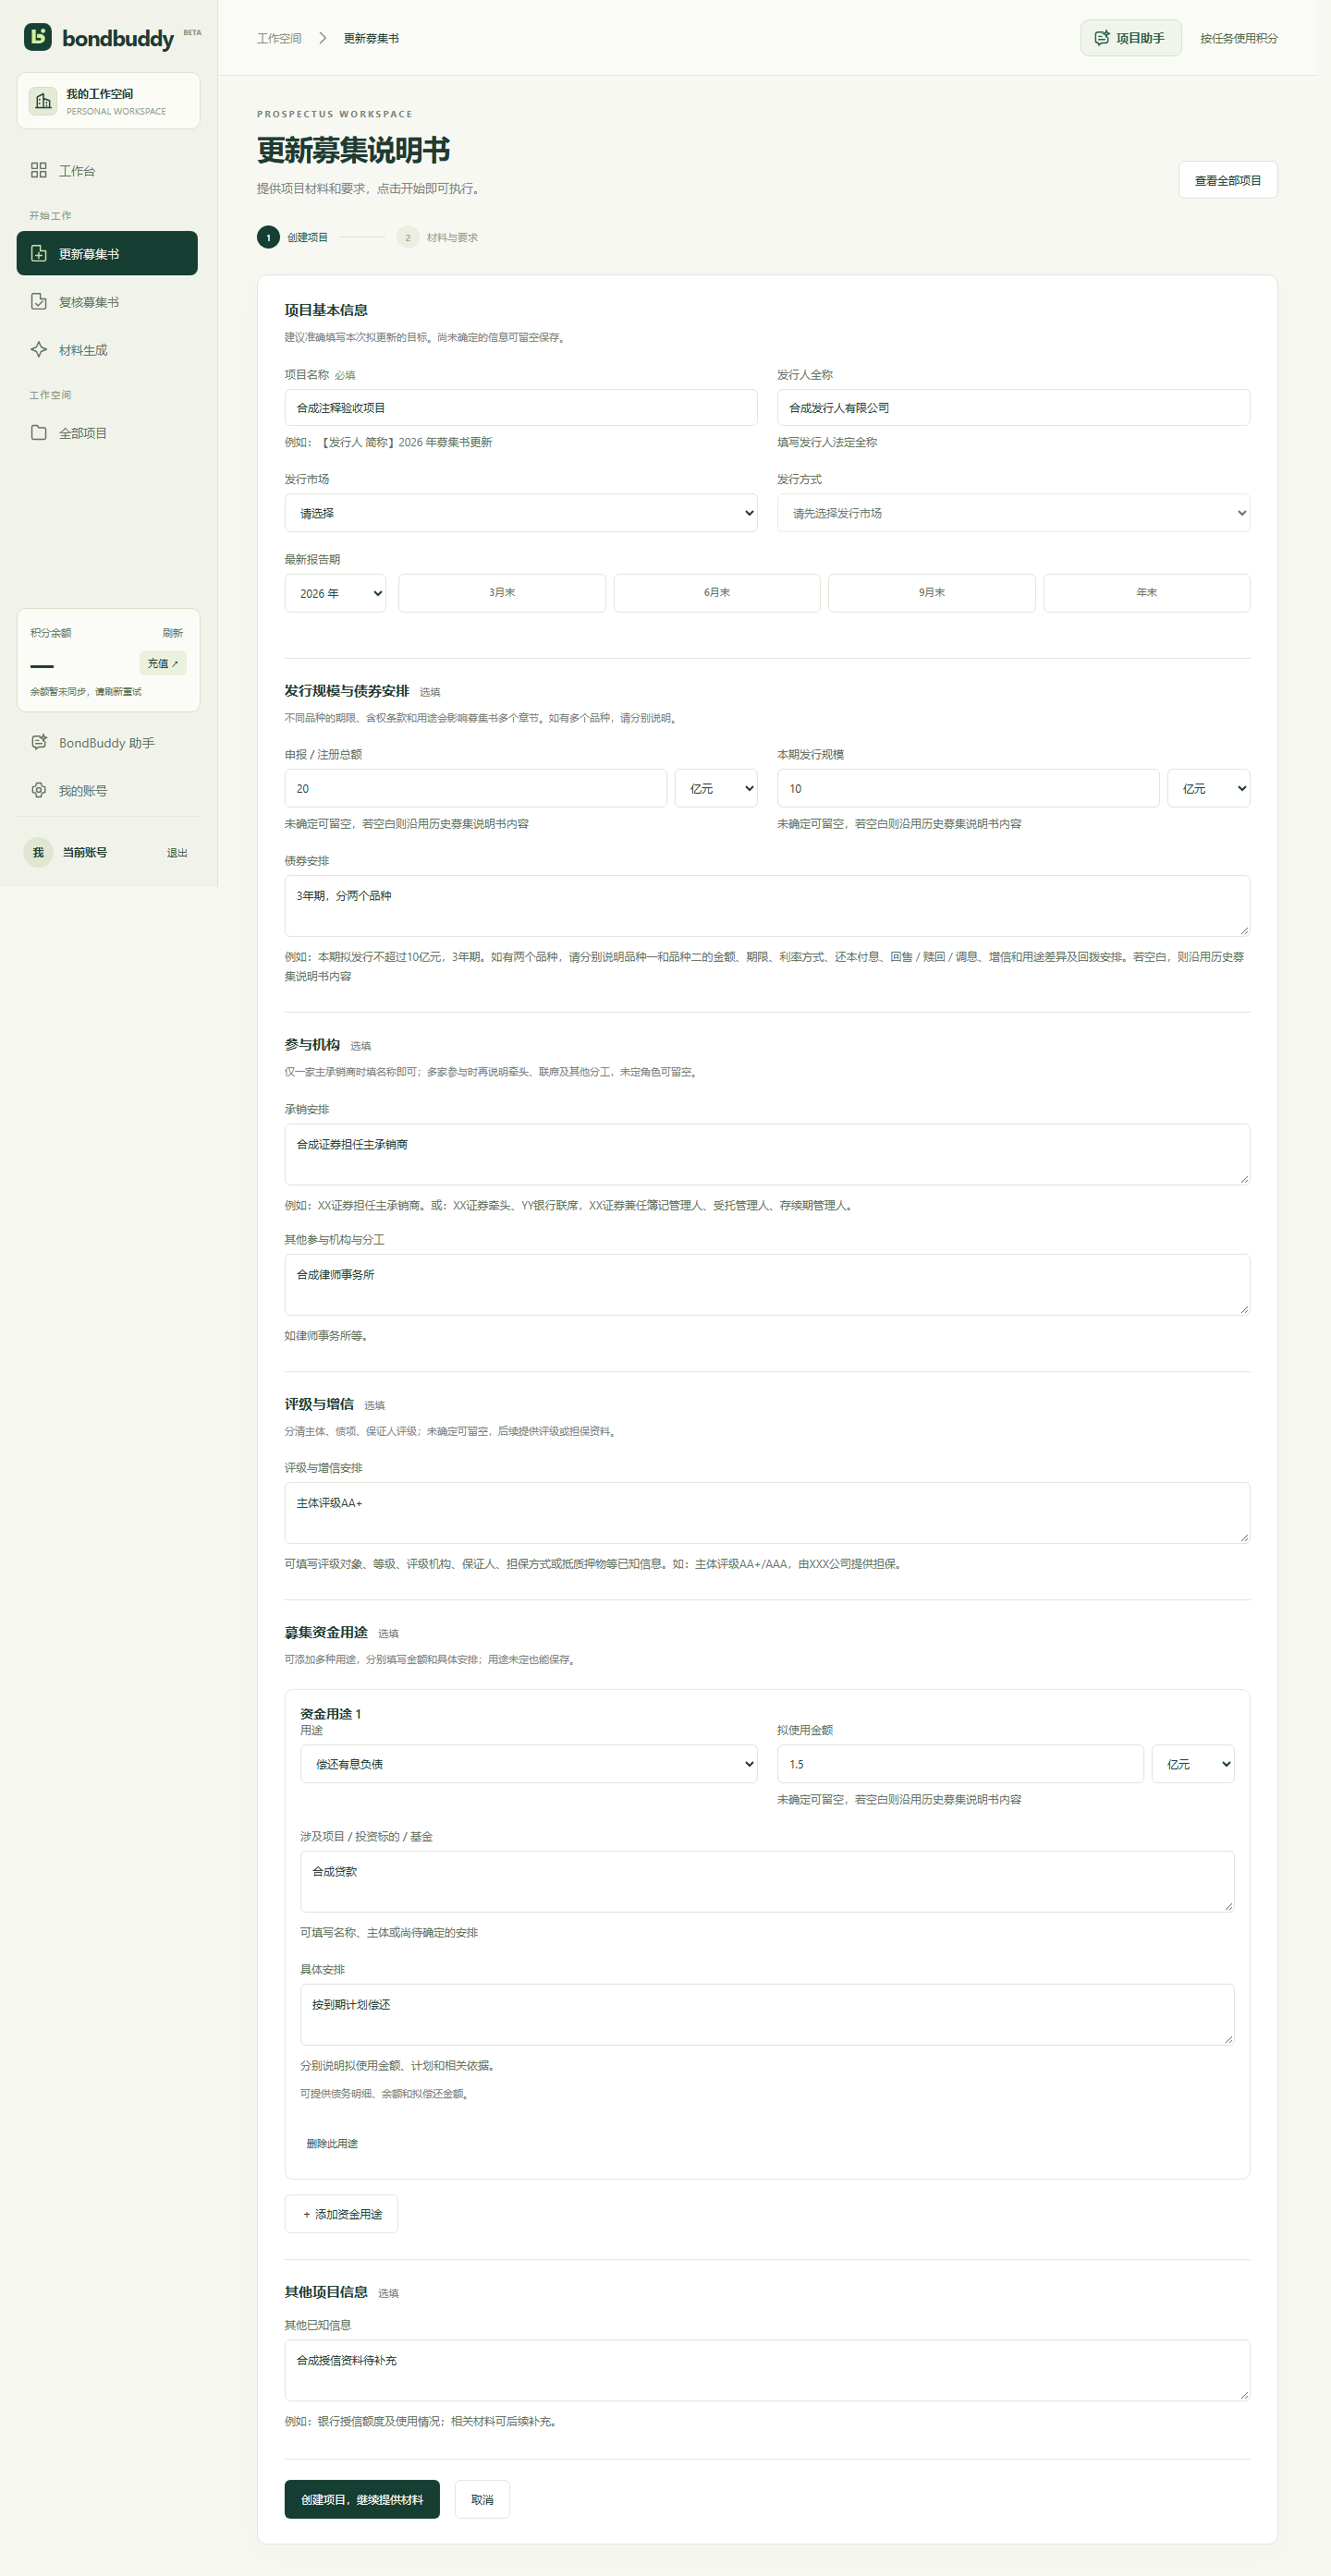 bondbuddy BETA
我的工作空间
PERSONAL WORKSPACE
工作台
开始工作
更新募集书
复核募集书
材料生成
工作空间
全部项目
积分余额 刷新
— 充值↗
余额暂未同步，请刷新重试
BondBuddy 助手
我的账号
我 当前账号 退出
工作空间 > 更新募集书
项目助手 按任务使用积分
PROSPECTUS WORKSPACE
更新募集说明书
提供项目材料和要求，点击开始即可执行。
查看全部项目
1 创建项目 2 材料与要求
项目基本信息
建议准确填写本次拟更新的目标。尚未确定的信息可留空保存。
项目名称 必填 发行人全称
合成注释验收项目 合成发行人有限公司
例如：【发行人 简称】2026 年募集书更新 填写发行人法定全称
发行市场 发行方式
请选择 请先选择发行市场
最新报告期
2026 年 3月末 6月末 9月末 年末
发行规模与债券安排 选填
不同品种的期限、含权条款和用途会影响募集书多个章节。如有多个品种，请分别说明。
申报 / 注册总额 本期发行规模
20 亿元 10 亿元
未确定可留空，若空白则沿用历史募集说明书内容 未确定可留空，若空白则沿用历史募集说明书内容
债券安排
3年期，分两个品种
例如：本期拟发行不超过10亿元，3年期。如有两个品种，请分别说明品种一和品种二的金额、期限、利率方式、还本付息、回售 / 赎回 / 调息、增信和用途差异及回拨安排。若空白，则沿用历史募
集说明书内容
参与机构 选填
仅一家主承销商时填名称即可；多家参与时再说明牵头、联席及其他分工，未定角色可留空。
承销安排
合成证券担任主承销商
例如：XX证券担任主承销商。或：XX证券牵头、YY银行联席，XX证券兼任簿记管理人、受托管理人、存续期管理人。
其他参与机构与分工
合成律师事务所
如律师事务所等。
评级与增信 选填
分清主体、债项、保证人评级；未确定可留空，后续提供评级或担保资料。
评级与增信安排
主体评级AA+
可填写评级对象、等级、评级机构、保证人、担保方式或抵质押物等已知信息。如：主体评级AA+/AAA，由XXX公司提供担保。
募集资金用途 选填
可添加多种用途，分别填写金额和具体安排；用途未定也能保存。
资金用途 1
用途 拟使用金额
偿还有息负债 1.5 亿元
未确定可留空，若空白则沿用历史募集说明书内容
涉及项目 / 投资标的 / 基金
合成贷款
可填写名称、主体或尚待确定的安排
具体安排
按到期计划偿还
分别说明拟使用金额、计划和相关依据。
可提供债务明细、余额和拟偿还金额。
删除此用途
+ 添加资金用途
其他项目信息 选填
其他已知信息
合成授信资料待补充
例如：银行授信额度及使用情况；相关材料可后续补充。
创建项目，继续提供材料 取消